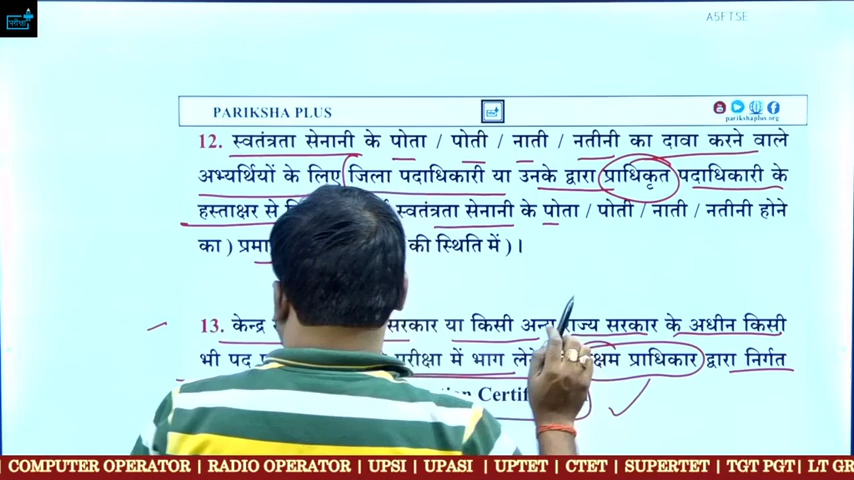 A5FTSE
परीक्षा
PARIKSHA PLUS
parikshaplus.org
12. स्वतंत्रता सेनानी के पोता / पोती / नाती / नतीनी का दावा करने वाले
अभ्यर्थियों के लिए जिला पदाधिकारी या उनके द्वारा प्राधिकृत पदाधिकारी के
हस्ताक्षर से स्वतंत्रता सेनानी के पोता / पोती / नाती / नतीनी होने
का ) की स्थिति में ) ।
13. केन्द्र सरकार या किसी अन्य राज्य सरकार के अधीन किसी
भी पद परीक्षा में भाग प्राधिकार द्वारा निर्गत
| COMPUTER OPERATOR | RADIO OPERATOR | UPSI | UPASI | UPTET | CTET | SUPERTET | TGT PGT| LT GR